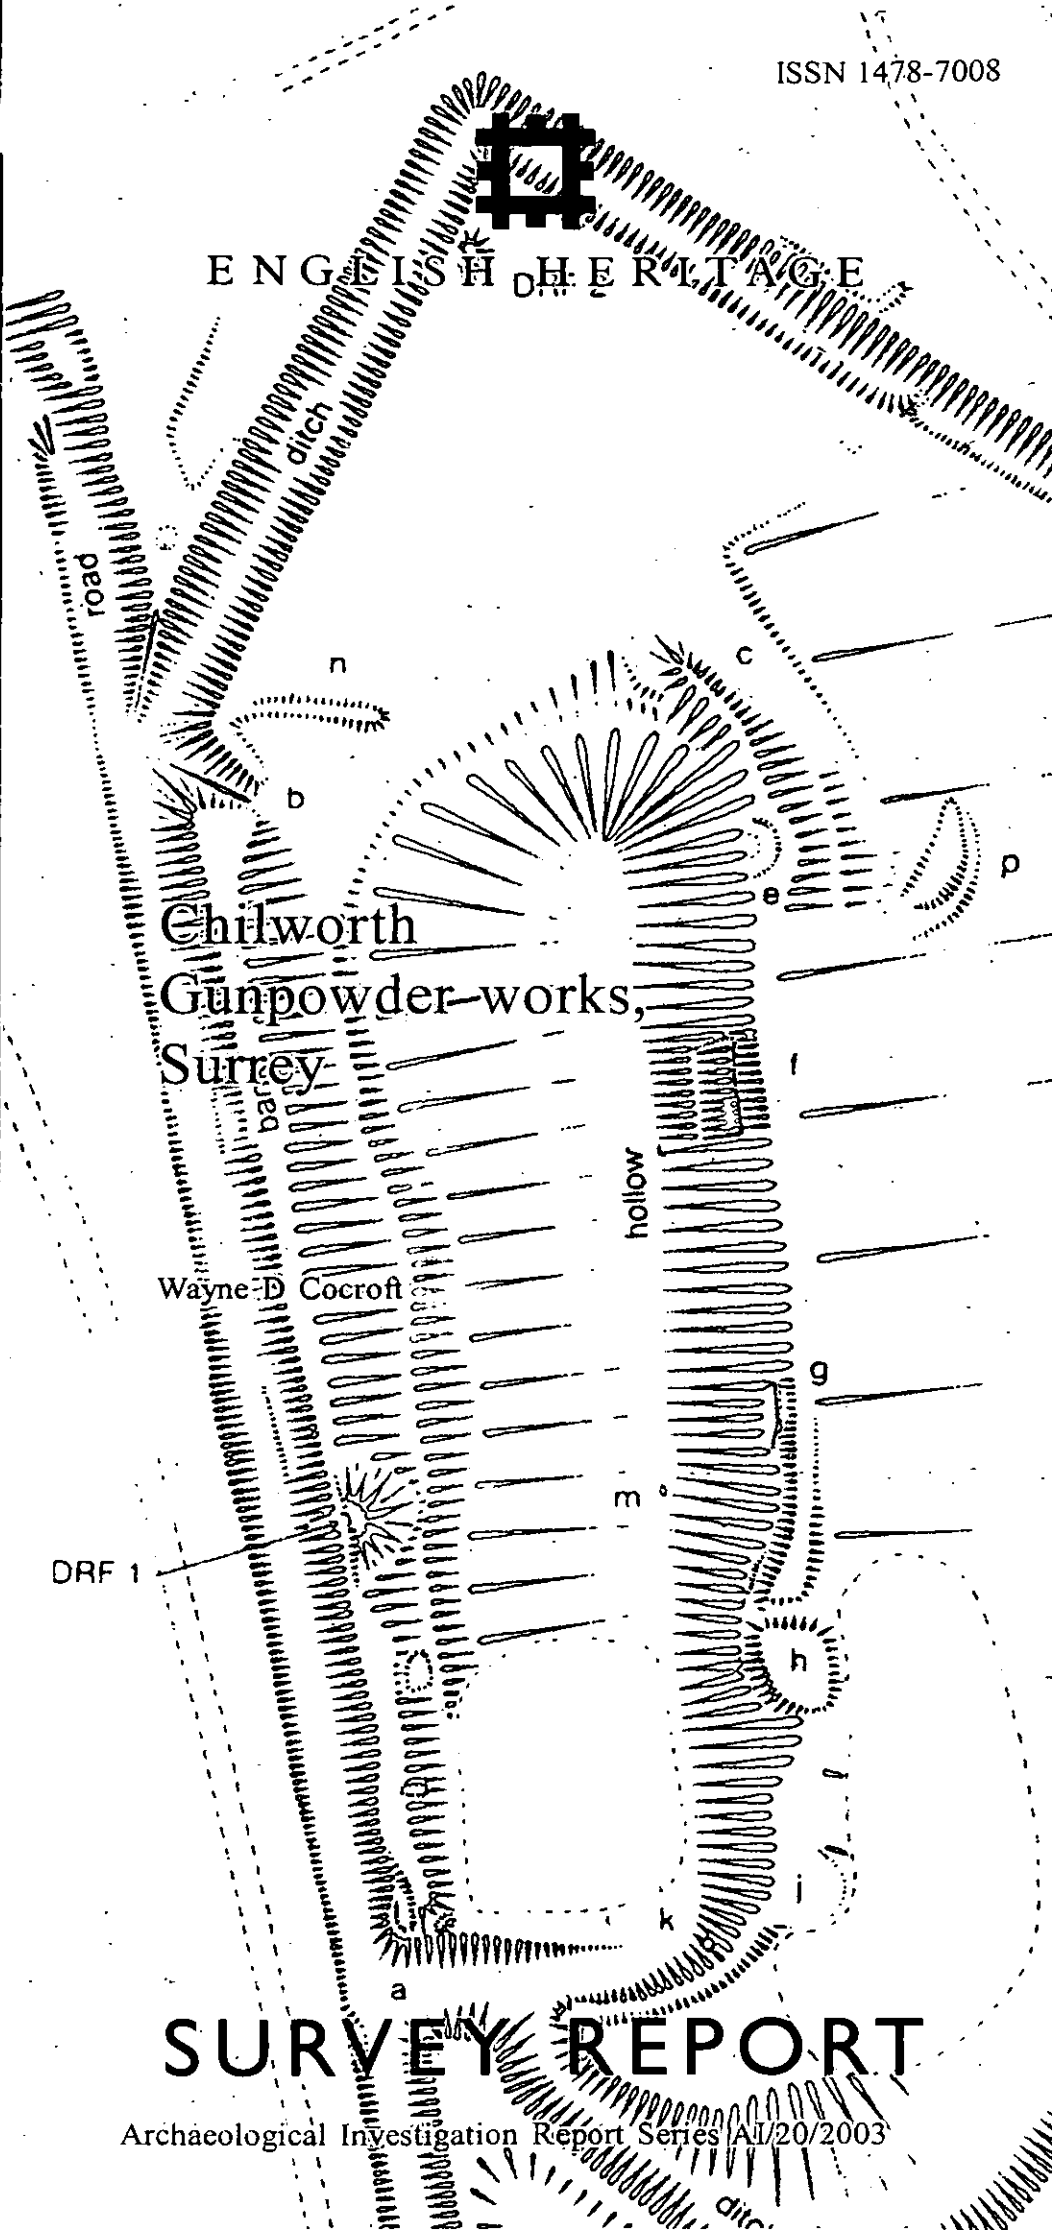 ISSN 1478-7008
ENGLISH HERITAGE
D
ditch
road
n
c
b
p
e
Chilworth
Gunpowder-works,
Surrey
f
hollow
Wayne D Cocroft
g
m
DRF 1
h
j
k
a
SURVEY REPORT
Archaeological Investigation Report Series AI/20/2003